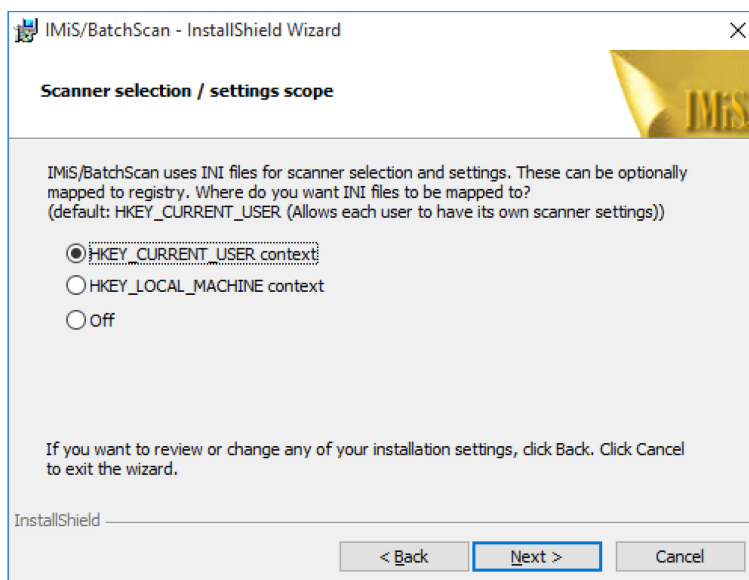 IMiS/BatchScan - InstallShield Wizard
Scanner selection / settings scope
IMiS
IMiS/BatchScan uses INI files for scanner selection and settings. These can be optionally
mapped to registry. Where do you want INI files to be mapped to?
(default: HKEY_CURRENT_USER (Allows each user to have its own scanner settings))
HKEY_CURRENT_USER context
HKEY_LOCAL_MACHINE context
Off
If you want to review or change any of your installation settings, click Back. Click Cancel
to exit the wizard.
InstallShield
< Back
Next >
Cancel